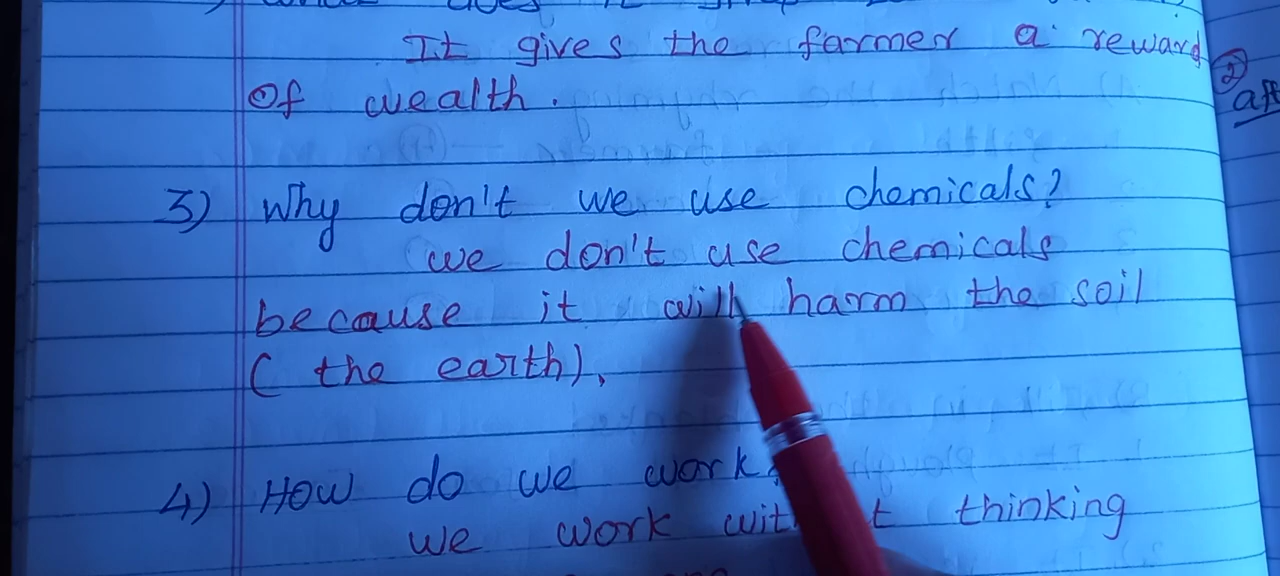 It gives the farmer a reward
of wealth.
3) Why don't we use chemicals?
we don't use chemicals
because it will harm the soil
( the earth).
4) How do we work
we work thinking
2